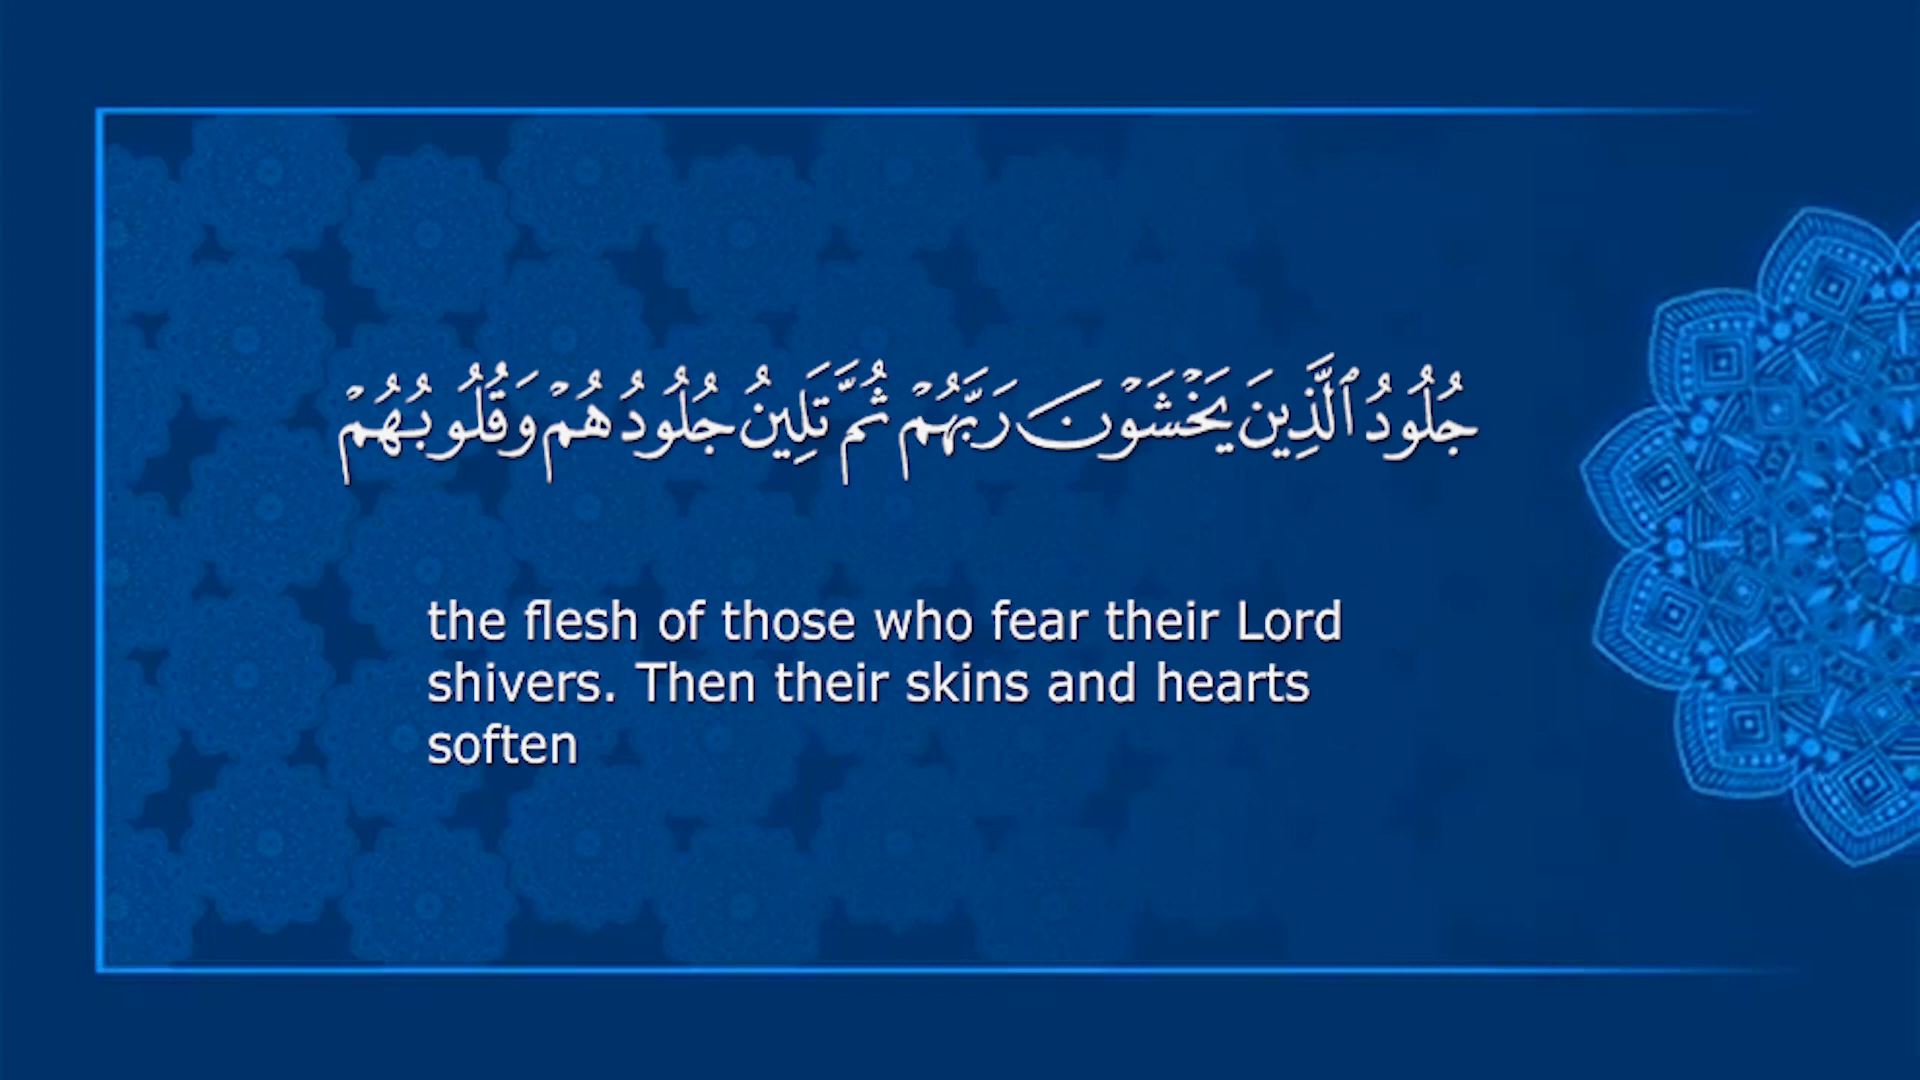 جُلُودُ ٱلَّذِينَ يَخْشَوْنَ رَبَّهُمْ ثُمَّ تَلِينُ جُلُودُهُمْ وَقُلُوبُهُمْ
the flesh of those who fear their Lord
shivers. Then their skins and hearts
soften